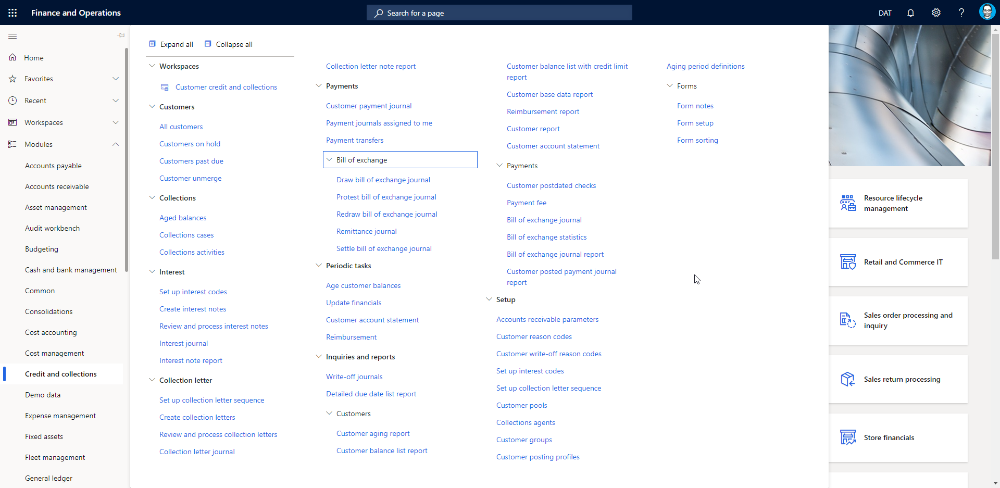 Finance and Operations
Search for a page
DAT
Home
Favorites
Recent
Workspaces
Modules
Accounts payable
Accounts receivable
Asset management
Audit workbench
Budgeting
Cash and bank management
Common
Consolidations
Cost accounting
Cost management
Credit and collections
Demo data
Expense management
Fixed assets
Fleet management
General ledger
Expand all
Collapse all
Workspaces
Customer credit and collections
Customers
All customers
Customers on hold
Customers past due
Customer unmerge
Collections
Aged balances
Collections cases
Collections activities
Interest
Set up interest codes
Create interest notes
Review and process interest notes
Interest journal
Interest note report
Collection letter
Set up collection letter sequence
Create collection letters
Review and process collection letters
Collection letter journal
Collection letter note report
Payments
Customer payment journal
Payment journals assigned to me
Payment transfers
Bill of exchange
Draw bill of exchange journal
Protest bill of exchange journal
Redraw bill of exchange journal
Remittance journal
Settle bill of exchange journal
Periodic tasks
Age customer balances
Update financials
Customer account statement
Reimbursement
Inquiries and reports
Write-off journals
Detailed due date list report
Customers
Customer aging report
Customer balance list report
Customer balance list with credit limit
report
Customer base data report
Reimbursement report
Customer report
Customer account statement
Payments
Customer postdated checks
Payment fee
Bill of exchange journal
Bill of exchange statistics
Bill of exchange journal report
Customer posted payment journal
report
Setup
Accounts receivable parameters
Customer reason codes
Customer write-off reason codes
Set up interest codes
Set up collection letter sequence
Customer pools
Collections agents
Customer groups
Customer posting profiles
Aging period definitions
Forms
Form notes
Form setup
Form sorting
Resource lifecycle
management
Retail and Commerce IT
Sales order processing and
inquiry
Sales return processing
Store financials